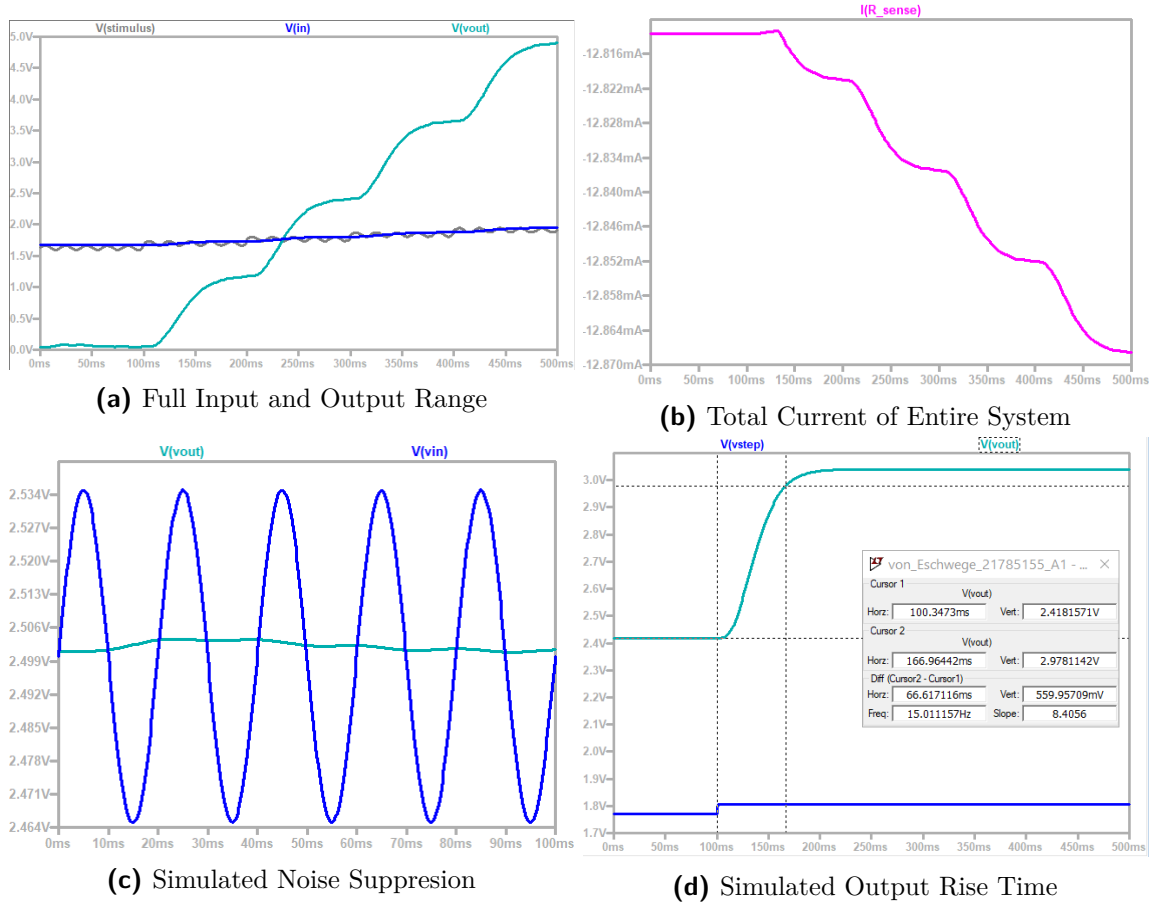 V(stimulus) V(in) V(vout)
5.0V
4.5V
4.0V
3.5V
3.0V
2.5V
2.0V
1.5V
1.0V
0.5V
0.0V
0ms 50ms 100ms 150ms 200ms 250ms 300ms 350ms 400ms 450ms 500ms
(a) Full Input and Output Range
I(R_sense)
-12.816mA
-12.822mA
-12.828mA
-12.834mA
-12.840mA
-12.846mA
-12.852mA
-12.858mA
-12.864mA
-12.870mA
0ms 50ms 100ms 150ms 200ms 250ms 300ms 350ms 400ms 450ms 500ms
(b) Total Current of Entire System
V(vout) V(vin)
2.534V
2.527V
2.520V
2.513V
2.506V
2.499V
2.492V
2.485V
2.478V
2.471V
2.464V
0ms 10ms 20ms 30ms 40ms 50ms 60ms 70ms 80ms 90ms 100ms
(c) Simulated Noise Suppresion
V(vstep) V(vout)
3.0V
2.8V
2.7V
2.5V
2.4V
2.3V
2.1V
2.0V
1.8V
1.7V
0ms 50ms 100ms 150ms 200ms 250ms 300ms 350ms 400ms 450ms 500ms
von_Eschwege_21785155_A1 - ...
Cursor 1
V(vout)
Horz: 100.3473ms Vert: 2.4181571V
Cursor 2
V(vout)
Horz: 166.96442ms Vert: 2.9781142V
Diff (Cursor2 - Cursor1)
Horz: 66.617116ms Vert: 559.95709mV
Freq: 15.011157Hz Slope: 8.4056
(d) Simulated Output Rise Time